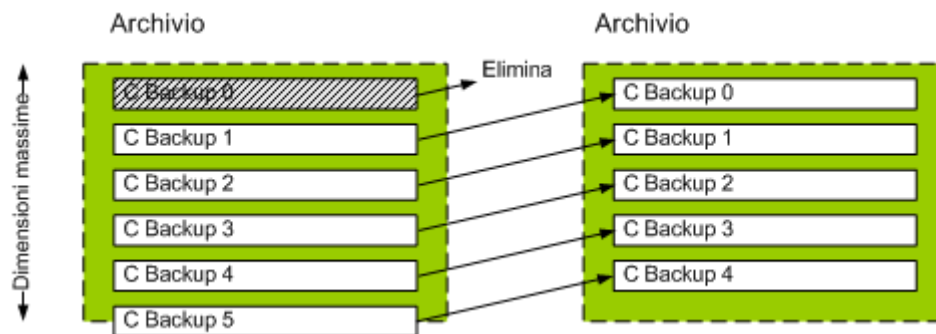 Archivio
Archivio
Dimensioni massime
C Backup 0
C Backup 1
C Backup 2
C Backup 3
C Backup 4
C Backup 5
Elimina
C Backup 0
C Backup 1
C Backup 2
C Backup 3
C Backup 4